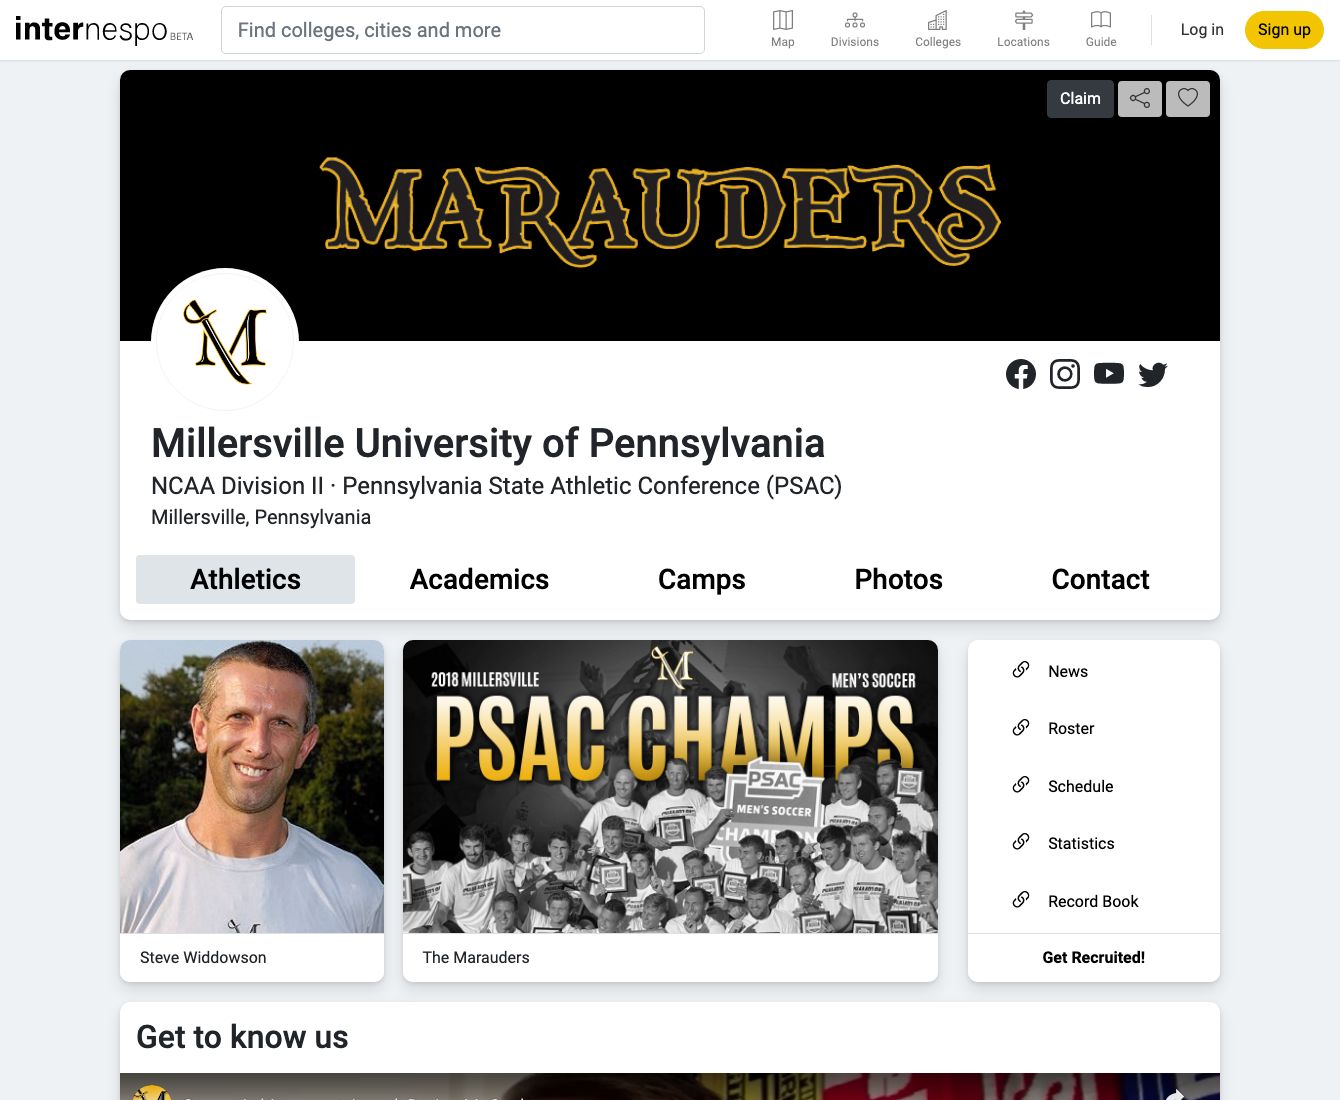 internespo BETA
Find colleges, cities and more
Map
Divisions
Colleges
Locations
Guide
Log in
Sign up
Claim
MARAUDERS
M
Millersville University of Pennsylvania
NCAA Division II · Pennsylvania State Athletic Conference (PSAC)
Millersville, Pennsylvania
Athletics
Academics
Camps
Photos
Contact
M
2018 MILLERSVILLE
MEN'S SOCCER
PSAC CHAMPS
PSAC
MEN'S SOCCER
Steve Widdowson
The Marauders
News
Roster
Schedule
Statistics
Record Book
Get Recruited!
Get to know us